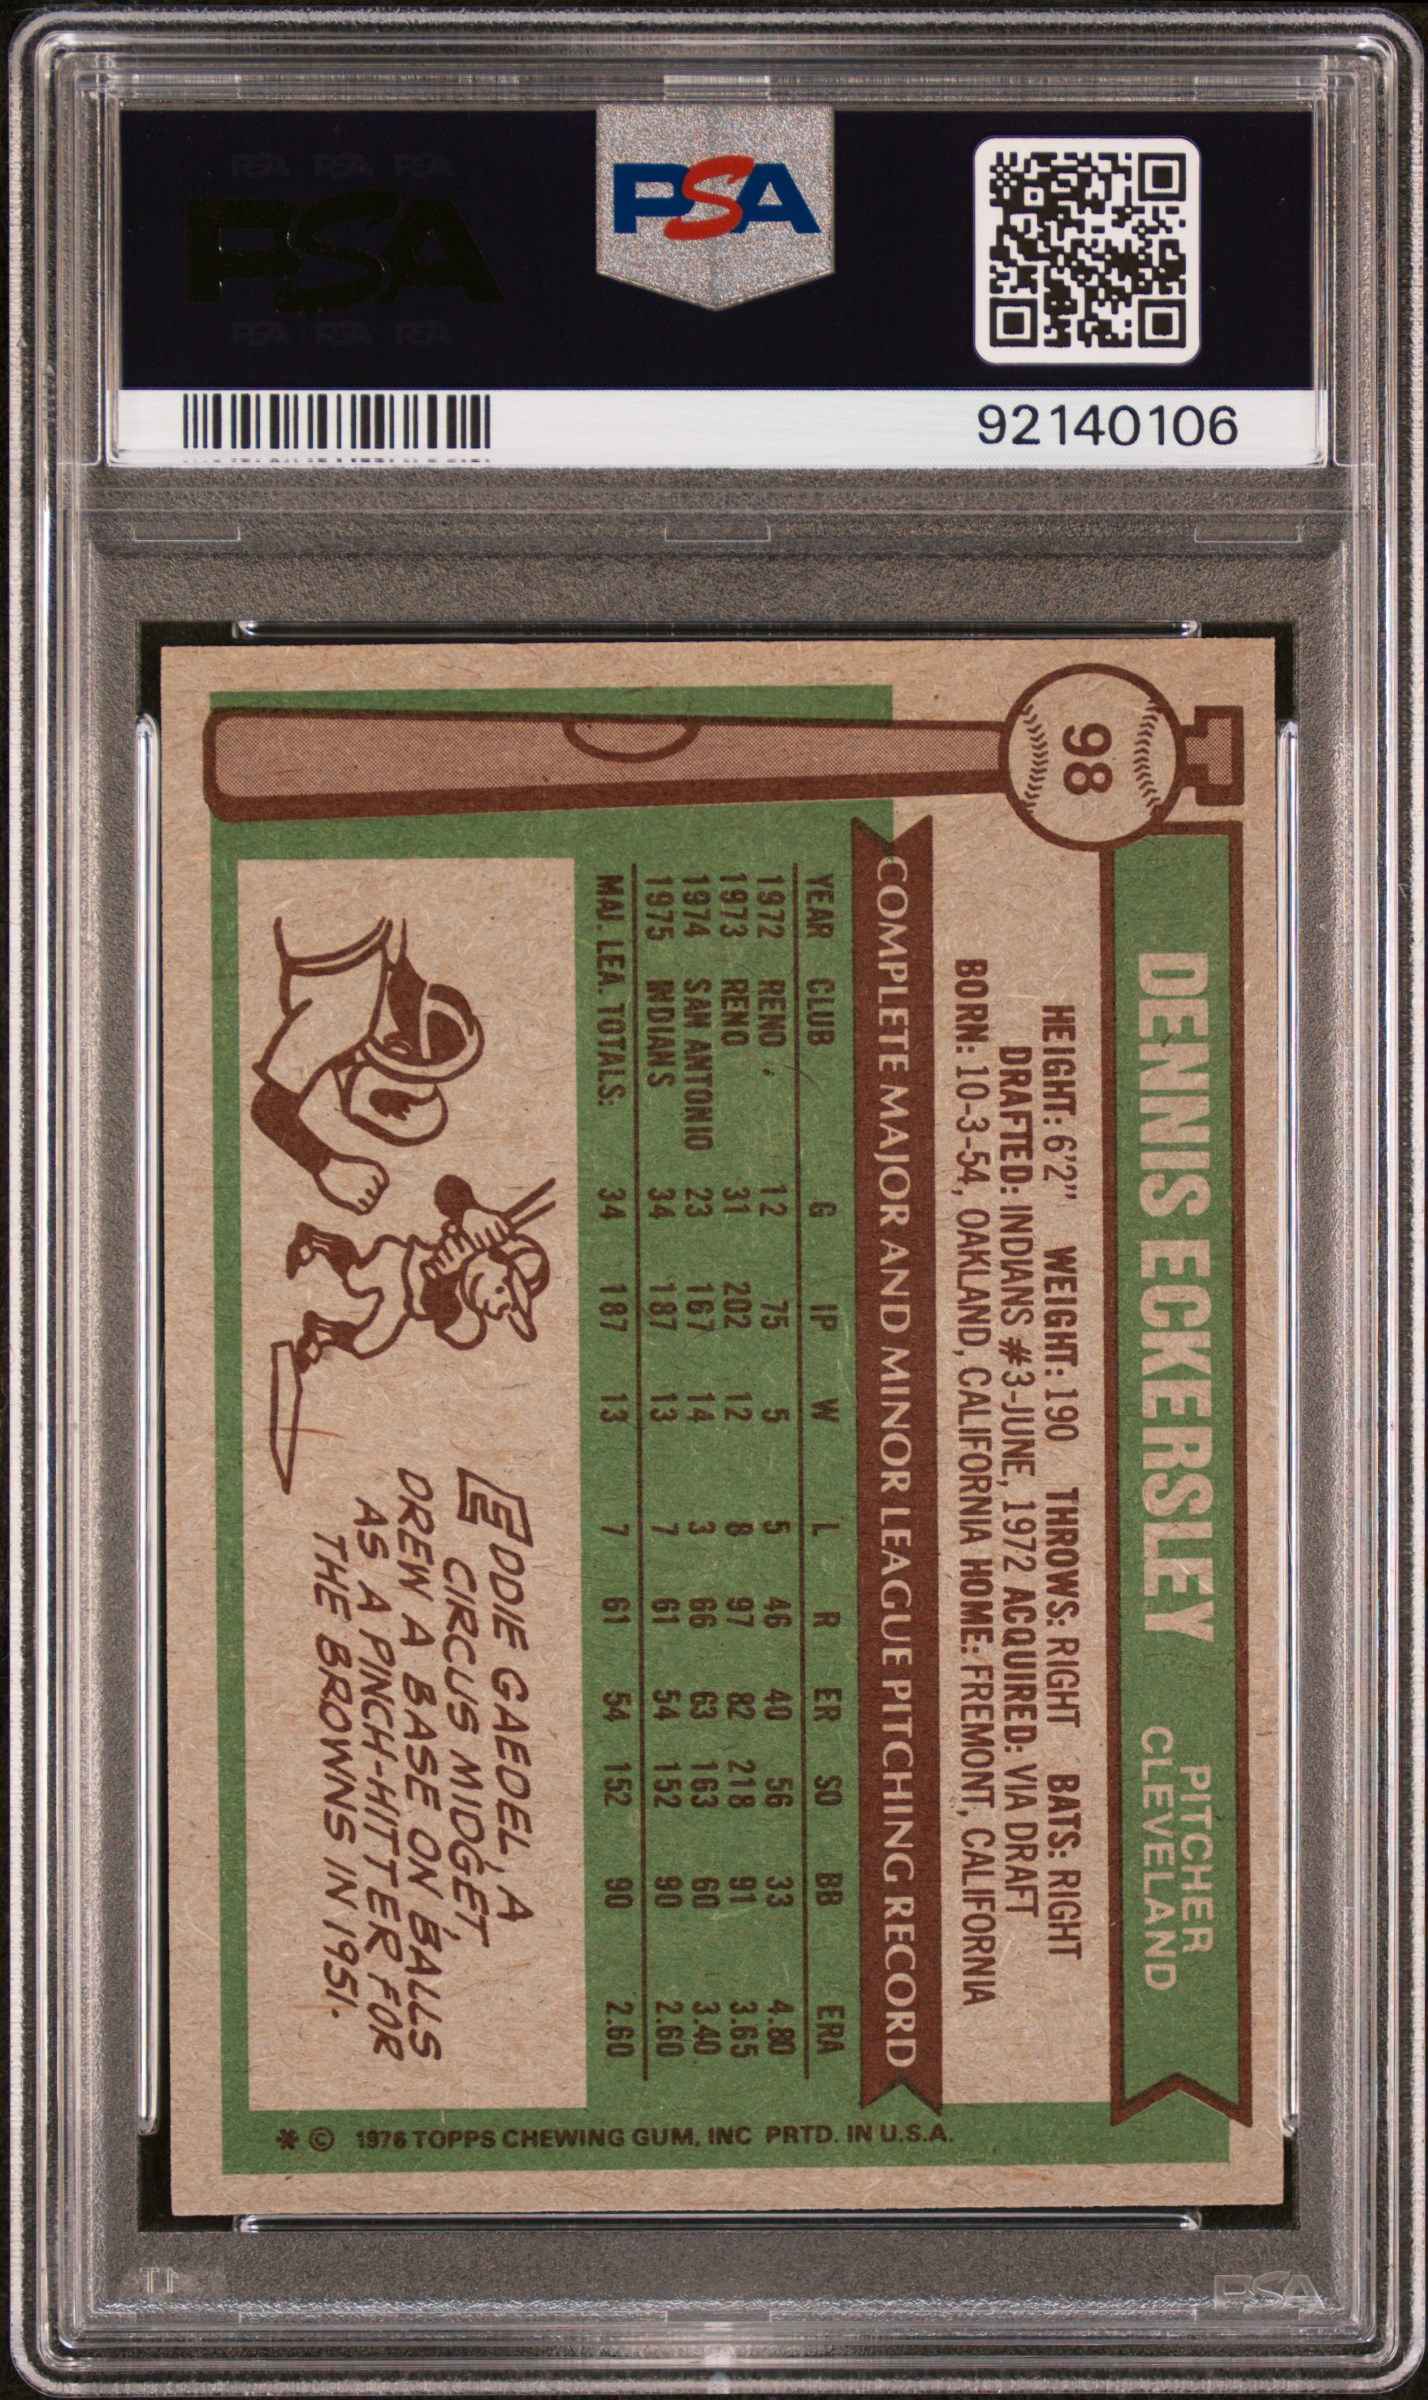 PSA PSA PSA
PSA
PSA PSA PSA
PSA
92140106
98
DENNIS ECKERSLEY
PITCHER
CLEVELAND
HEIGHT: 6'2" WEIGHT: 190 THROWS: RIGHT BATS: RIGHT
DRAFTED: INDIANS #3-JUNE, 1972 ACQUIRED: VIA DRAFT
BORN: 10-3-54, OAKLAND, CALIFORNIA HOME: FREMONT, CALIFORNIA
COMPLETE MAJOR AND MINOR LEAGUE PITCHING RECORD
YEAR CLUB G IP W L R ER SO BB ERA
1972 RENO 12 75 5 5 46 40 56 33 4.80
1973 RENO 31 202 12 8 97 82 218 91 3.65
1974 SAN ANTONIO 23 167 14 3 66 63 163 60 3.40
1975 INDIANS 34 187 13 7 61 54 152 90 2.60
MAJ. LEA. TOTALS: 34 187 13 7 61 54 152 90 2.60
EDDIE GAEDEL, A
CIRCUS MIDGET,
DREW A BASE ON BALLS
AS A PINCH-HITTER FOR
THE BROWNS IN 1951.
* © 1976 TOPPS CHEWING GUM, INC PRTD. IN U.S.A.
PSA